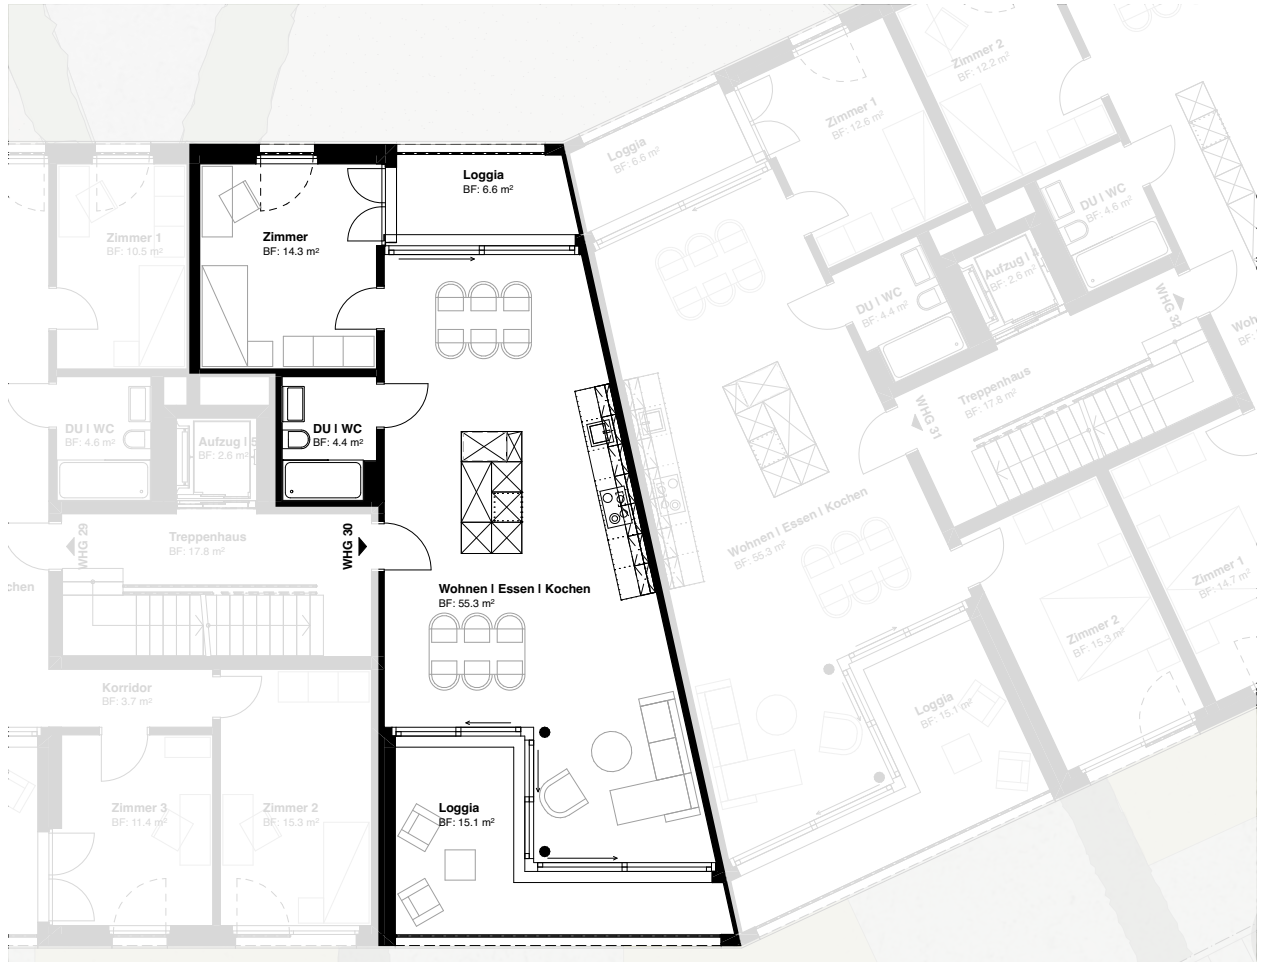 Zimmer 2
BF: 12.2 m²
Zimmer 1
BF: 12.6 m²
Loggia
BF: 6.6 m²
Loggia
BF: 6.6 m²
DU I WC
BF: 4.6 m²
Zimmer 1
BF: 10.5 m²
Zimmer
BF: 14.3 m²
Aufzug I
BF: 2.6 m²
DU I WC
BF: 4.4 m²
WHG 32
Woh
BF:
Treppenhaus
BF: 17.8 m²
WHG 31
DU I WC
BF: 4.6 m²
Aufzug I 5
BF: 2.6 m²
DU I WC
BF: 4.4 m²
WHG 29
Treppenhaus
BF: 17.8 m²
WHG 30
Wohnen I Essen I Kochen
BF: 55.3 m²
chen
Wohnen I Essen I Kochen
BF: 55.3 m²
Zimmer 1
BF: 14.7 m²
Zimmer 2
BF: 15.3 m²
Korridor
BF: 3.7 m²
Loggia
BF: 15.1 m²
Zimmer 3
BF: 11.4 m²
Zimmer 2
BF: 15.3 m²
Loggia
BF: 15.1 m²